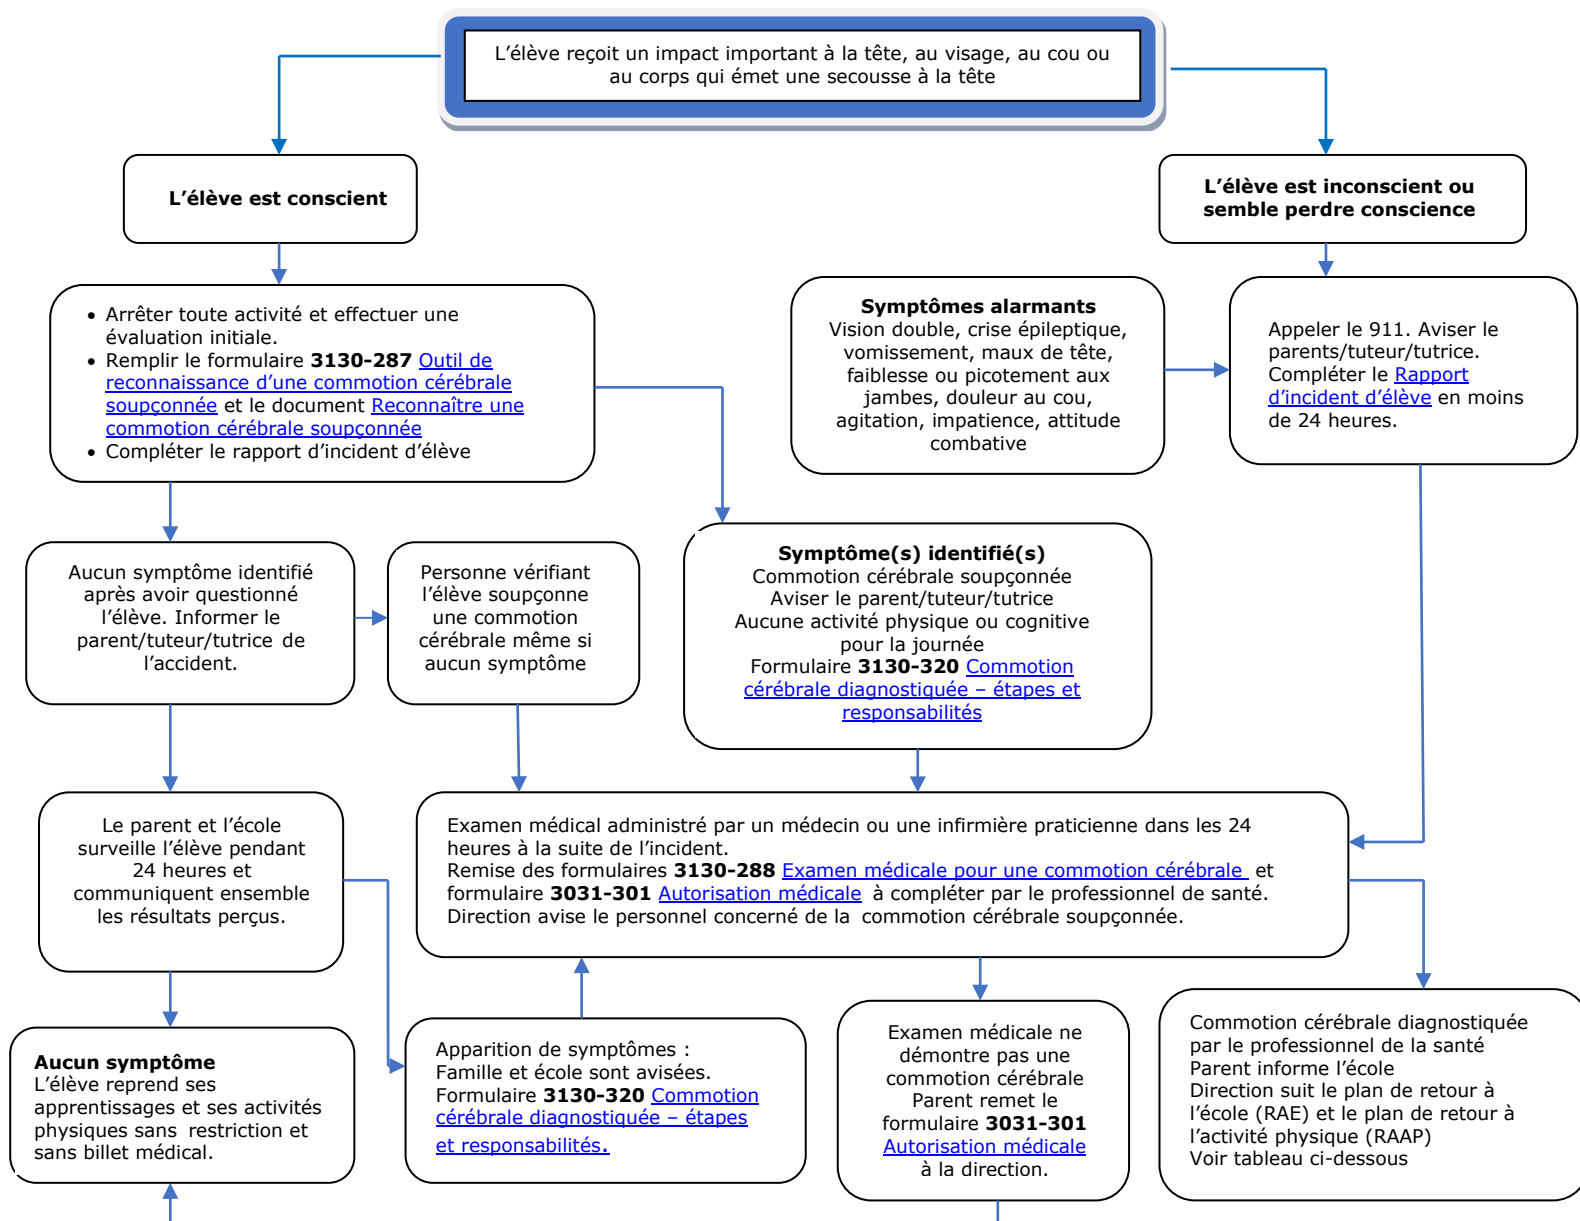 L’élève reçoit un impact important à la tête, au visage, au cou ou
au corps qui émet une secousse à la tête
L’élève est conscient
L’élève est inconscient ou
semble perdre conscience
• Arrêter toute activité et effectuer une
évaluation initiale.
• Remplir le formulaire 3130-287 Outil de
reconnaissance d’une commotion cérébrale
soupçonnée et le document Reconnaître une
commotion cérébrale soupçonnée
• Compléter le rapport d’incident d’élève
Symptômes alarmants
Vision double, crise épileptique,
vomissement, maux de tête,
faiblesse ou picotement aux
jambes, douleur au cou,
agitation, impatience, attitude
combative
Appeler le 911. Aviser le
parents/tuteur/tutrice.
Compléter le Rapport
d’incident d’élève en moins
de 24 heures.
Aucun symptôme identifié
après avoir questionné
l’élève. Informer le
parent/tuteur/tutrice de
l’accident.
Personne vérifiant
l’élève soupçonne
une commotion
cérébrale même si
aucun symptôme
Symptôme(s) identifié(s)
Commotion cérébrale soupçonnée
Aviser le parent/tuteur/tutrice
Aucune activité physique ou cognitive
pour la journée
Formulaire 3130-320 Commotion
cérébrale diagnostiquée – étapes et
responsabilités
Le parent et l’école
surveille l’élève pendant
24 heures et
communiquent ensemble
les résultats perçus.
Examen médical administré par un médecin ou une infirmière praticienne dans les 24
heures à la suite de l’incident.
Remise des formulaires 3130-288 Examen médicale pour une commotion cérébrale et
formulaire 3031-301 Autorisation médicale à compléter par le professionnel de santé.
Direction avise le personnel concerné de la commotion cérébrale soupçonnée.
Aucun symptôme
L’élève reprend ses
apprentissages et ses activités
physiques sans restriction et
sans billet médical.
Apparition de symptômes :
Famille et école sont avisées.
Formulaire 3130-320 Commotion
cérébrale diagnostiquée – étapes
et responsabilités.
Examen médicale ne
démontre pas une
commotion cérébrale
Parent remet le
formulaire 3031-301
Autorisation médicale
à la direction.
Commotion cérébrale diagnostiquée
par le professionnel de la santé
Parent informe l’école
Direction suit le plan de retour à
l’école (RAE) et le plan de retour à
l’activité physique (RAAP)
Voir tableau ci-dessous